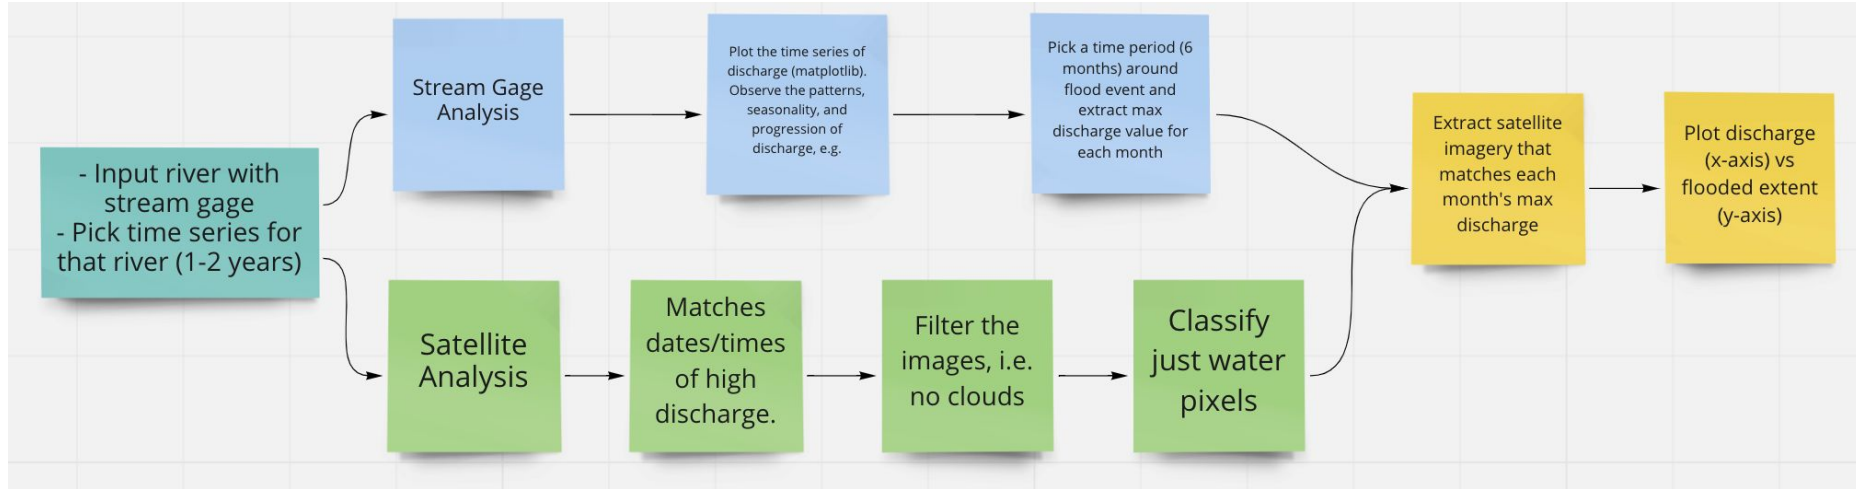 - Input river with
stream gage
- Pick time series for
that river (1-2 years)
Stream Gage
Analysis
Plot the time series of
discharge (matplotlib).
Observe the patterns,
seasonality, and
progression of
discharge, e.g.
Pick a time period (6
months) around
flood event and
extract max
discharge value for
each month
Satellite
Analysis
Matches
dates/times
of high
discharge.
Filter the
images, i.e.
no clouds
Classify
just water
pixels
Extract satellite
imagery that
matches each
month's max
discharge
Plot discharge
(x-axis) vs
flooded extent
(y-axis)